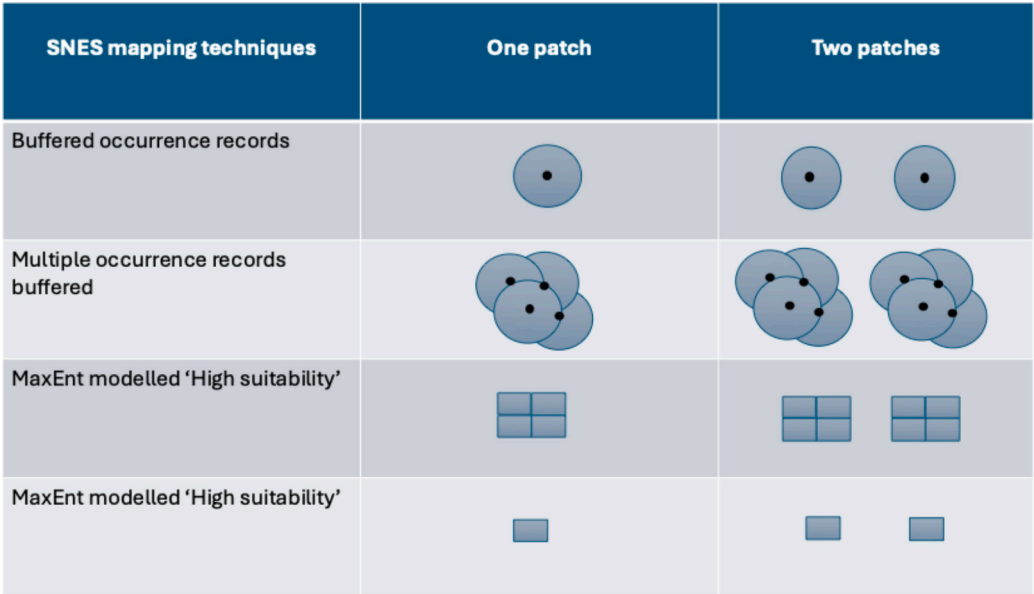 SNES mapping techniques
One patch
Two patches
Buffered occurrence records
Multiple occurrence records
buffered
MaxEnt modelled ‘High suitability’
MaxEnt modelled ‘High suitability’